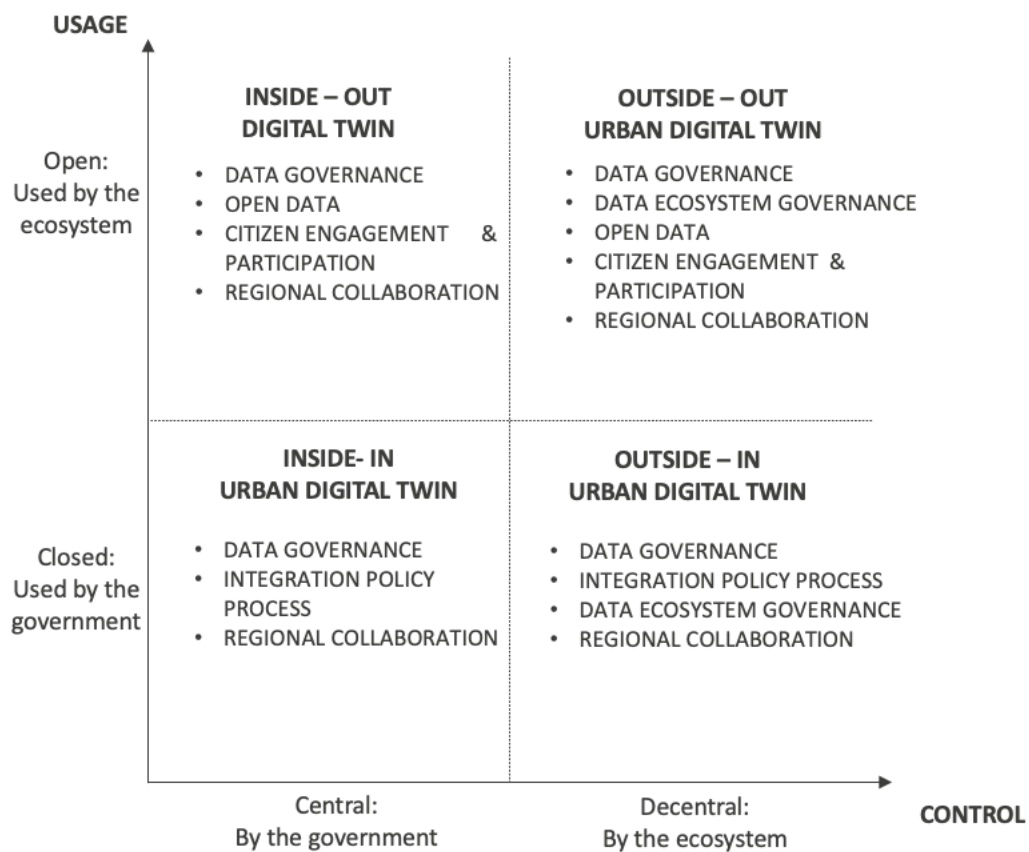 USAGE
INSIDE – OUT
DIGITAL TWIN
• DATA GOVERNANCE
• OPEN DATA
• CITIZEN ENGAGEMENT &
PARTICIPATION
• REGIONAL COLLABORATION
OUTSIDE – OUT
URBAN DIGITAL TWIN
• DATA GOVERNANCE
• DATA ECOSYSTEM GOVERNANCE
• OPEN DATA
• CITIZEN ENGAGEMENT &
PARTICIPATION
• REGIONAL COLLABORATION
Open:
Used by the
ecosystem
INSIDE- IN
URBAN DIGITAL TWIN
• DATA GOVERNANCE
• INTEGRATION POLICY
PROCESS
• REGIONAL COLLABORATION
OUTSIDE – IN
URBAN DIGITAL TWIN
• DATA GOVERNANCE
• INTEGRATION POLICY PROCESS
• DATA ECOSYSTEM GOVERNANCE
• REGIONAL COLLABORATION
Closed:
Used by the
government
Central:
By the government
Decentral:
By the ecosystem
CONTROL